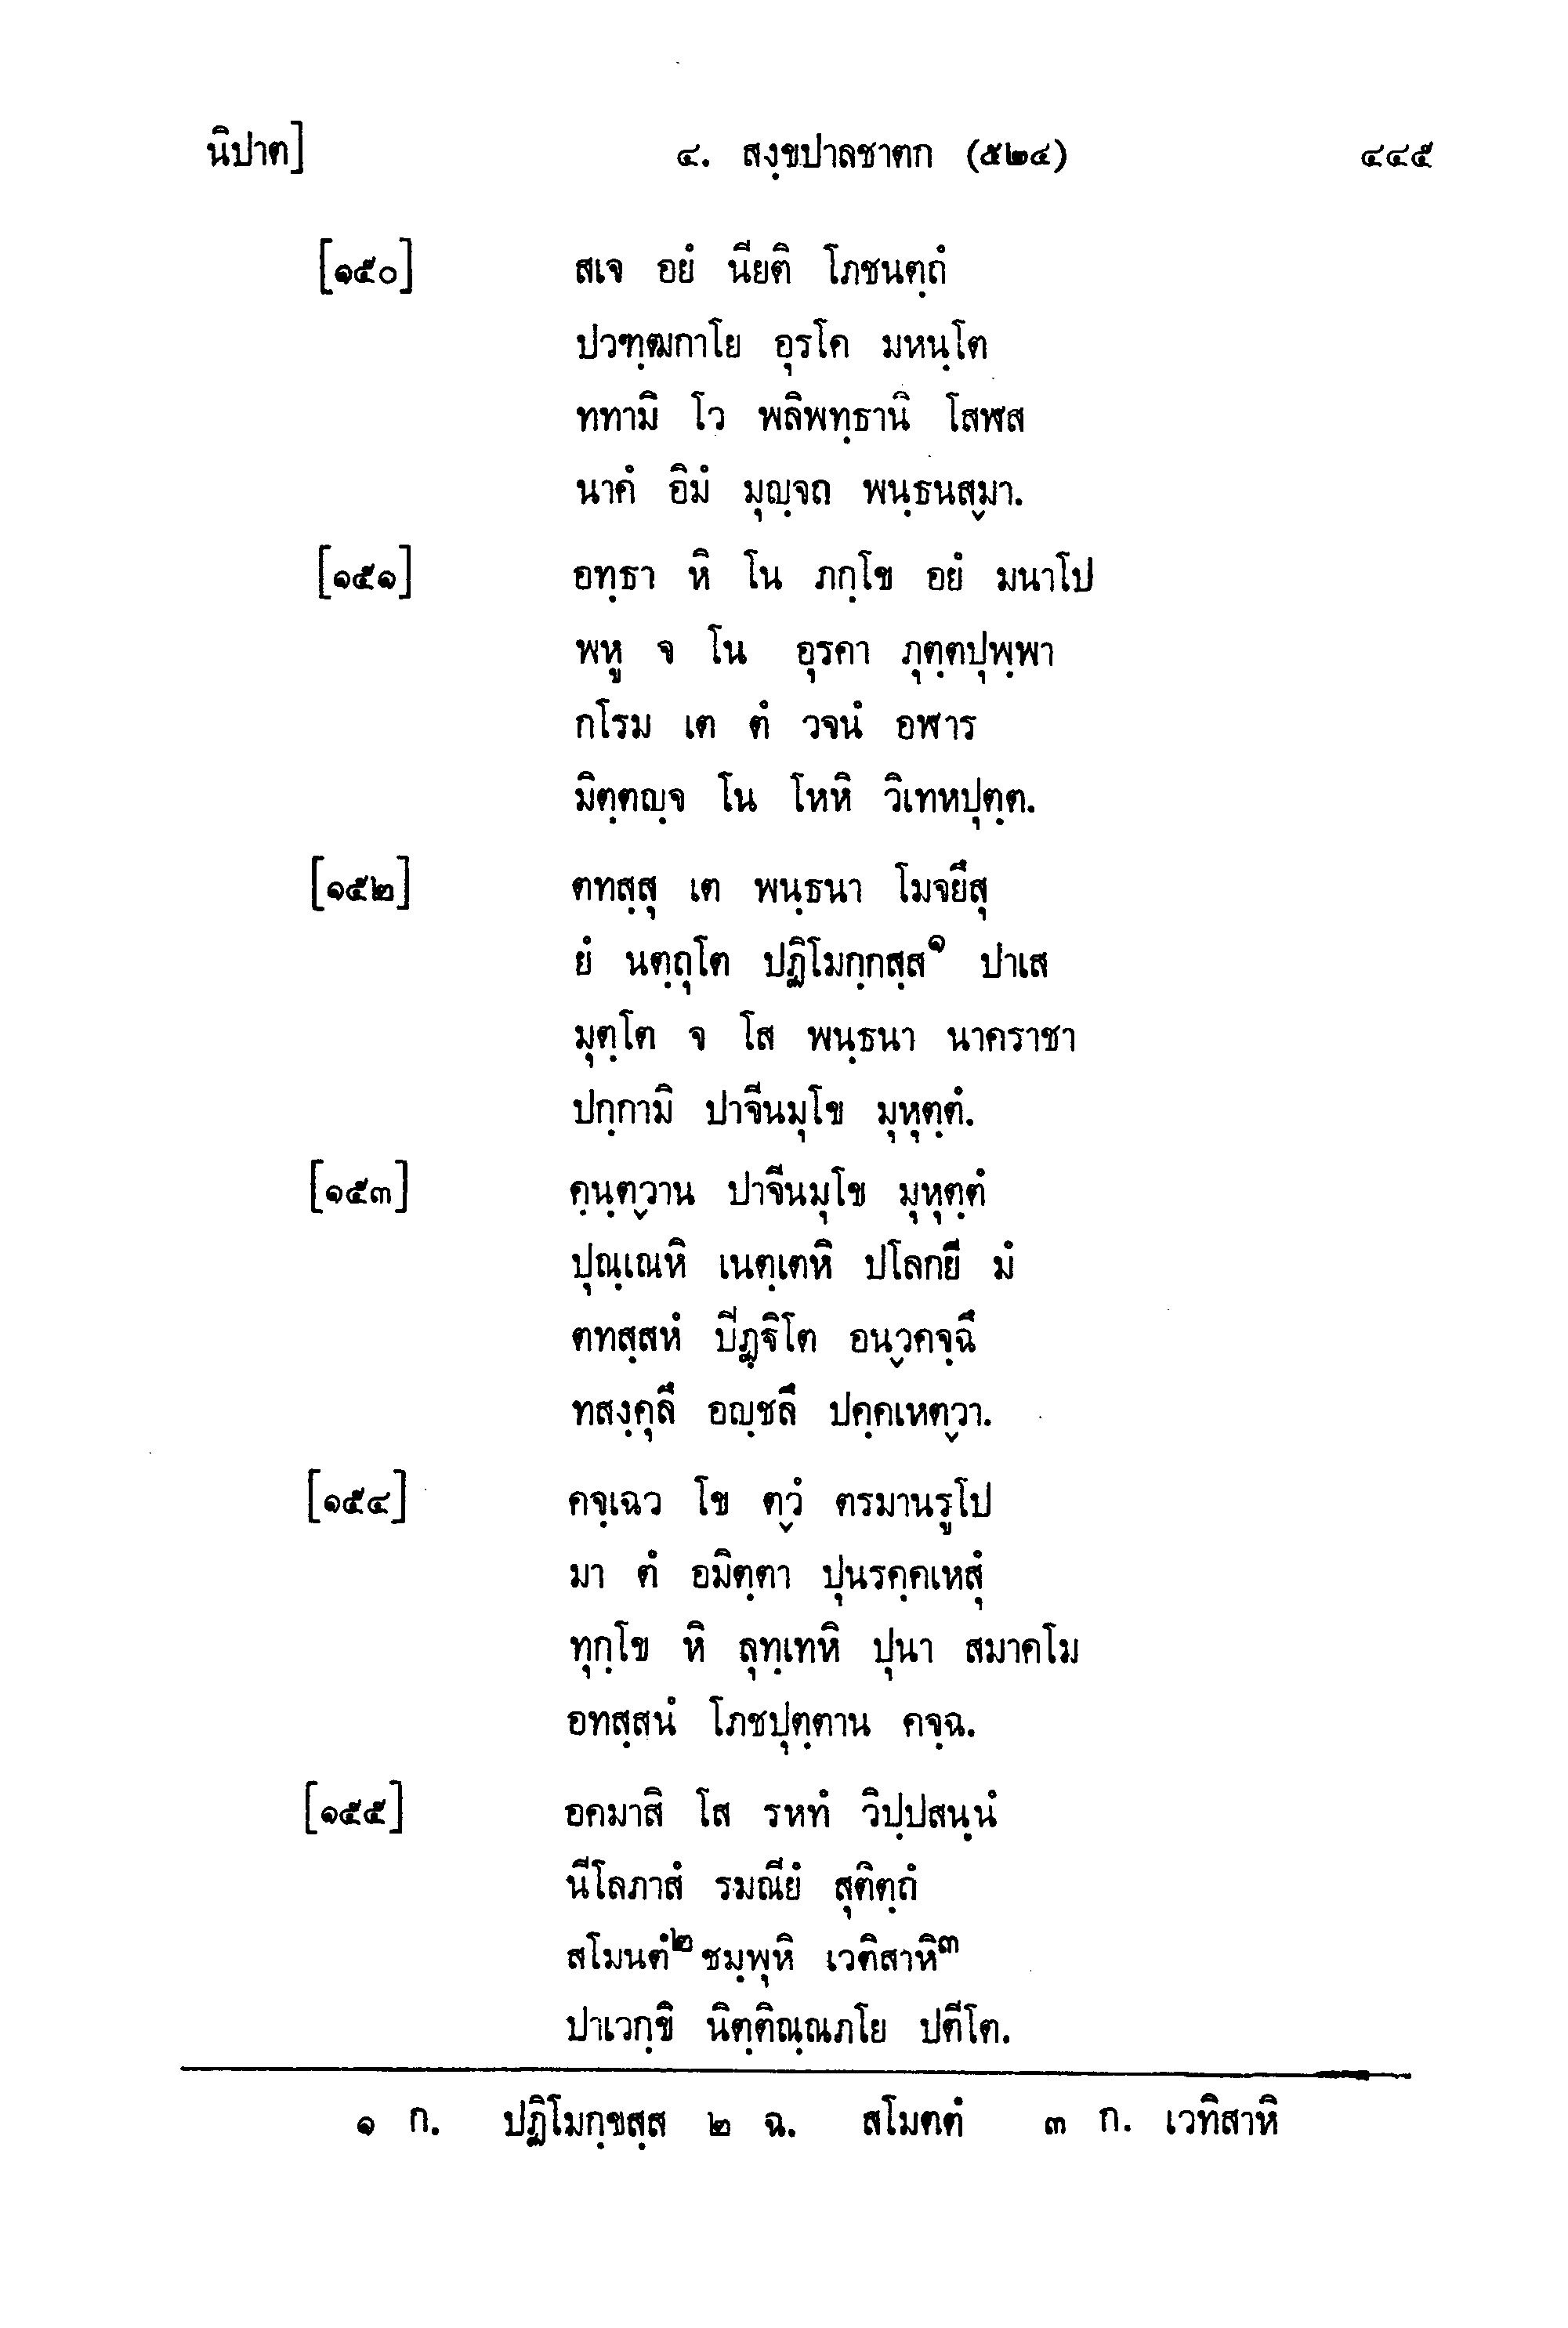 นิปาต] ๔. สงฺขปาลชาตก (๕๒๔) ๔๔๕
[๑๕๐] สเจ อยํ นียติ โภชนตฺถํ
ปวฑฺฒกาโย อุรโค มหนฺโต
ททามิ โว พลิพทฺธานิ โสฬส
นาคํ อิมํ มุญฺจถ พนฺธนสฺมา.
[๑๕๑] อทฺธา หิ โน ภกฺโข อยํ มนาโป
พหู จ โน อุรคา ภุตฺตปุพฺพา
กโรม เต ตํ วจนํ อฬาร
มิตฺตญฺจ โน โหหิ วิเทหปุตฺต.
[๑๕๒] ตทสฺสุ เต พนฺธนา โมจยึสุ
ยํ นตฺถุโต ปฏิโมกฺกสฺส๑ ปาเส
มุตฺโต จ โส พนฺธนา นาคราชา
ปกฺกามิ ปาจีนมุโข มุหุตฺตํ.
[๑๕๓] คฺนฺตฺวาน ปาจีนมุโข มุหุตฺตํ
ปุณฺเณหิ เนตฺเตหิ ปโลกยี มํ
ตทสฺสหํ ปีฏฺฐิโต อนฺวคจฺฉึ
ทสงฺคุลึ อญฺชลึ ปคฺคเหตฺวา.
[๑๕๔] คจฺเฉว โข ตฺวํ ตรมานรูโป
มา ตํ อมิตฺตา ปุนรคฺคเหสุํ
ทุกฺโข หิ ลุทฺเทหิ ปุนา สมาคโม
อทสฺสนํ โภชปุตฺตาน คจฺฉ.
[๑๕๕] อคมาสิ โส รหทํ วิปฺปสนฺนํ
นีโลภาสํ รมณียํ สุติตฺถํ
สโมนตํ๒ ชมฺพุหิ เวติสาหิ๓
ปาเวกฺขิ นิตฺติณฺณภโย ปตีโต.
๑ ก. ปฏิโมกฺขสฺส ๒ ฉ. สโมตตํ ๓ ก. เวทิสาหิ